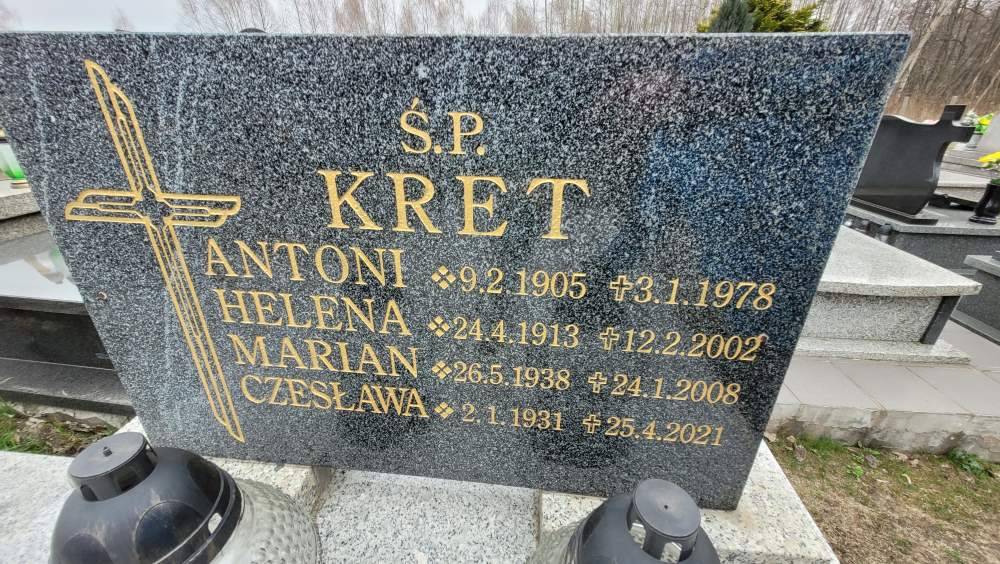 Ś.P.
KRET
ANTONI ❖9.2.1905 ✝3.1.1978
HELENA ❖24.4.1913 ✝12.2.2002
MARIAN ❖26.5.1938 ✝24.1.2008
CZESŁAWA ❖2.1.1931 ✝25.4.2021